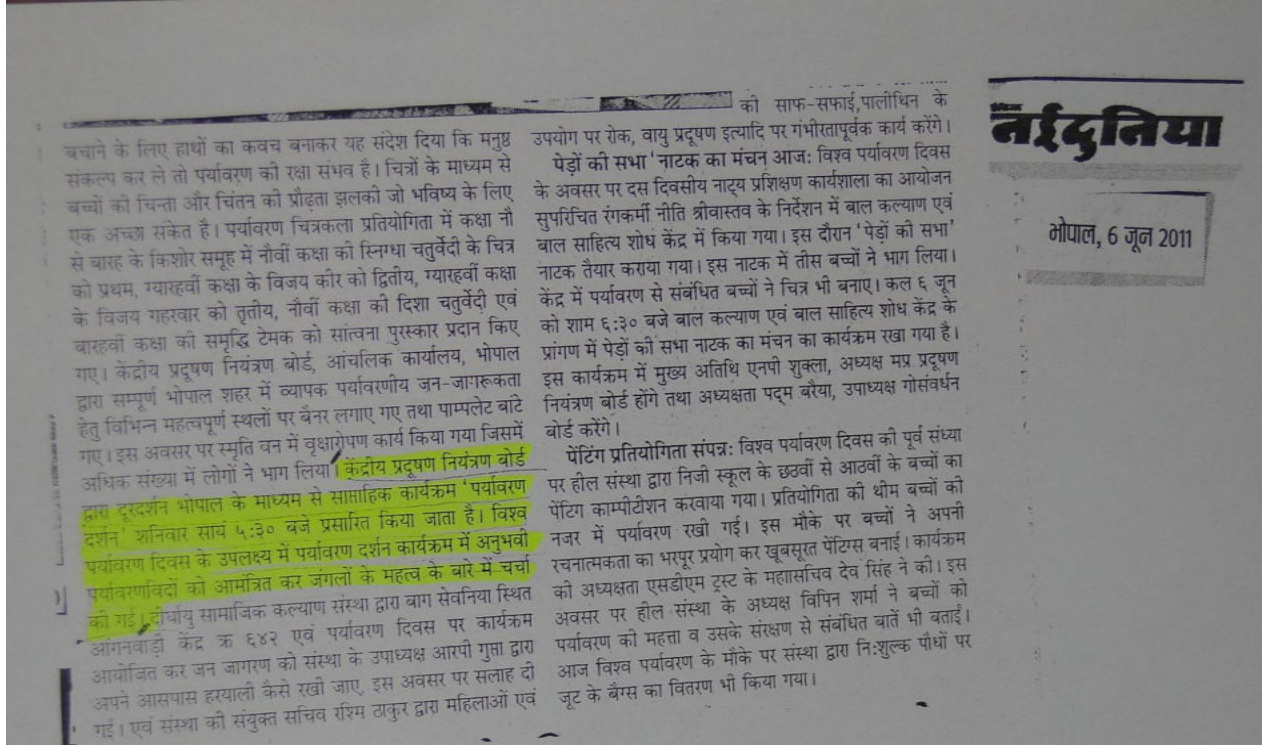 बचाने के लिए हाथों का कवच बनाकर यह संदेश दिया कि मनुष्ठ
संकल्प कर ले तो पर्यावरण की रक्षा संभव है। चित्रों के माध्यम से
बच्चों की चिन्ता और चिंतन की प्रौढ़ता झलकी जो भविष्य के लिए
एक अच्छा संकेत है। पर्यावरण चित्रकला प्रतियोगिता में कक्षा नौ
से बारह के किशोर समूह में नौवीं कक्षा की स्निग्धा चतुर्वेदी के चित्र
को प्रथम, ग्यारहवीं कक्षा के विजय कीर को द्वितीय, ग्यारहवीं कक्षा
के विजय गहरवार को तृतीय, नौवीं कक्षा की दिशा चतुर्वेदी एवं
बारहवीं कक्षा की समृद्धि टेमक को सांत्वना पुरस्कार प्रदान किए
गए। केंद्रीय प्रदूषण नियंत्रण बोर्ड, आंचलिक कार्यालय, भोपाल
द्वारा सम्पूर्ण भोपाल शहर में व्यापक पर्यावरणीय जन-जागरूकता
हेतु विभिन्न महत्वपूर्ण स्थलों पर बैनर लगाए गए तथा पाम्पलेट बांटे
गए। इस अवसर पर स्मृति वन में वृक्षारोपण कार्य किया गया जिसमें
अधिक संख्या में लोगों ने भाग लिया। केंद्रीय प्रदूषण नियंत्रण बोर्ड
द्वारा दूरदर्शन भोपाल के माध्यम से साप्ताहिक कार्यक्रम 'पर्यावरण
दर्शन' शनिवार सायं ५:३० बजे प्रसारित किया जाता है। विश्व
पर्यावरण दिवस के उपलक्ष्य में पर्यावरण दर्शन कार्यक्रम में अनुभवी
पर्यावरणविदों को आमंत्रित कर जंगलों के महत्व के बारे में चर्चा
की गई। दीर्घायु सामाजिक कल्याण संस्था द्वारा बाग सेवनिया स्थित
आंगनवाड़ी केंद्र क्र ६४२ एवं पर्यावरण दिवस पर कार्यक्रम
आयोजित कर जन जागरण को संस्था के उपाध्यक्ष आरपी गुप्ता द्वारा
अपने आसपास हरयाली कैसे रखी जाए, इस अवसर पर सलाह दी
गई। एवं संस्था की संयुक्त सचिव रश्मि ठाकुर द्वारा महिलाओं एवं
को साफ-सफाई,पालीथिन के
उपयोग पर रोक, वायु प्रदूषण इत्यादि पर गंभीरतापूर्वक कार्य करेंगे।
पेड़ों की सभा 'नाटक का मंचन आज: विश्व पर्यावरण दिवस
के अवसर पर दस दिवसीय नाट्य प्रशिक्षण कार्यशाला का आयोजन
सुपरिचित रंगकर्मी नीति श्रीवास्तव के निर्देशन में बाल कल्याण एवं
बाल साहित्य शोध केंद्र में किया गया। इस दौरान 'पेड़ों की सभा'
नाटक तैयार कराया गया। इस नाटक में तीस बच्चों ने भाग लिया।
केंद्र में पर्यावरण से संबंधित बच्चों ने चित्र भी बनाए। कल ६ जून
को शाम ६:३० बजे बाल कल्याण एवं बाल साहित्य शोध केंद्र के
प्रांगण में पेड़ों की सभा नाटक का मंचन का कार्यक्रम रखा गया है।
इस कार्यक्रम में मुख्य अतिथि एनपी शुक्ला, अध्यक्ष मप्र प्रदूषण
नियंत्रण बोर्ड होंगे तथा अध्यक्षता पद्म बरैया, उपाध्यक्ष गोसंवर्धन
बोर्ड करेंगे।
पेंटिंग प्रतियोगिता संपन्न: विश्व पर्यावरण दिवस की पूर्व संध्या
पर हील संस्था द्वारा निजी स्कूल के छठवीं से आठवीं के बच्चों का
पेंटिग काम्पीटीशन करवाया गया। प्रतियोगिता की थीम बच्चों की
नजर में पर्यावरण रखी गई। इस मौके पर बच्चों ने अपनी
रचनात्मकता का भरपूर प्रयोग कर खूबसूरत पेंटिंग्स बनाई। कार्यक्रम
की अध्यक्षता एसडीएम ट्रस्ट के महाासचिव देव सिंह ने की। इस
अवसर पर हील संस्था के अध्यक्ष विपिन शर्मा ने बच्चों को
पर्यावरण की महत्ता व उसके संरक्षण से संबंधित बातें भी बताईं।
आज विश्व पर्यावरण के मौके पर संस्था द्वारा नि:शुल्क पौधों पर
जूट के बैग्स का वितरण भी किया गया।
नईदुनिया
भोपाल, 6 जून 2011